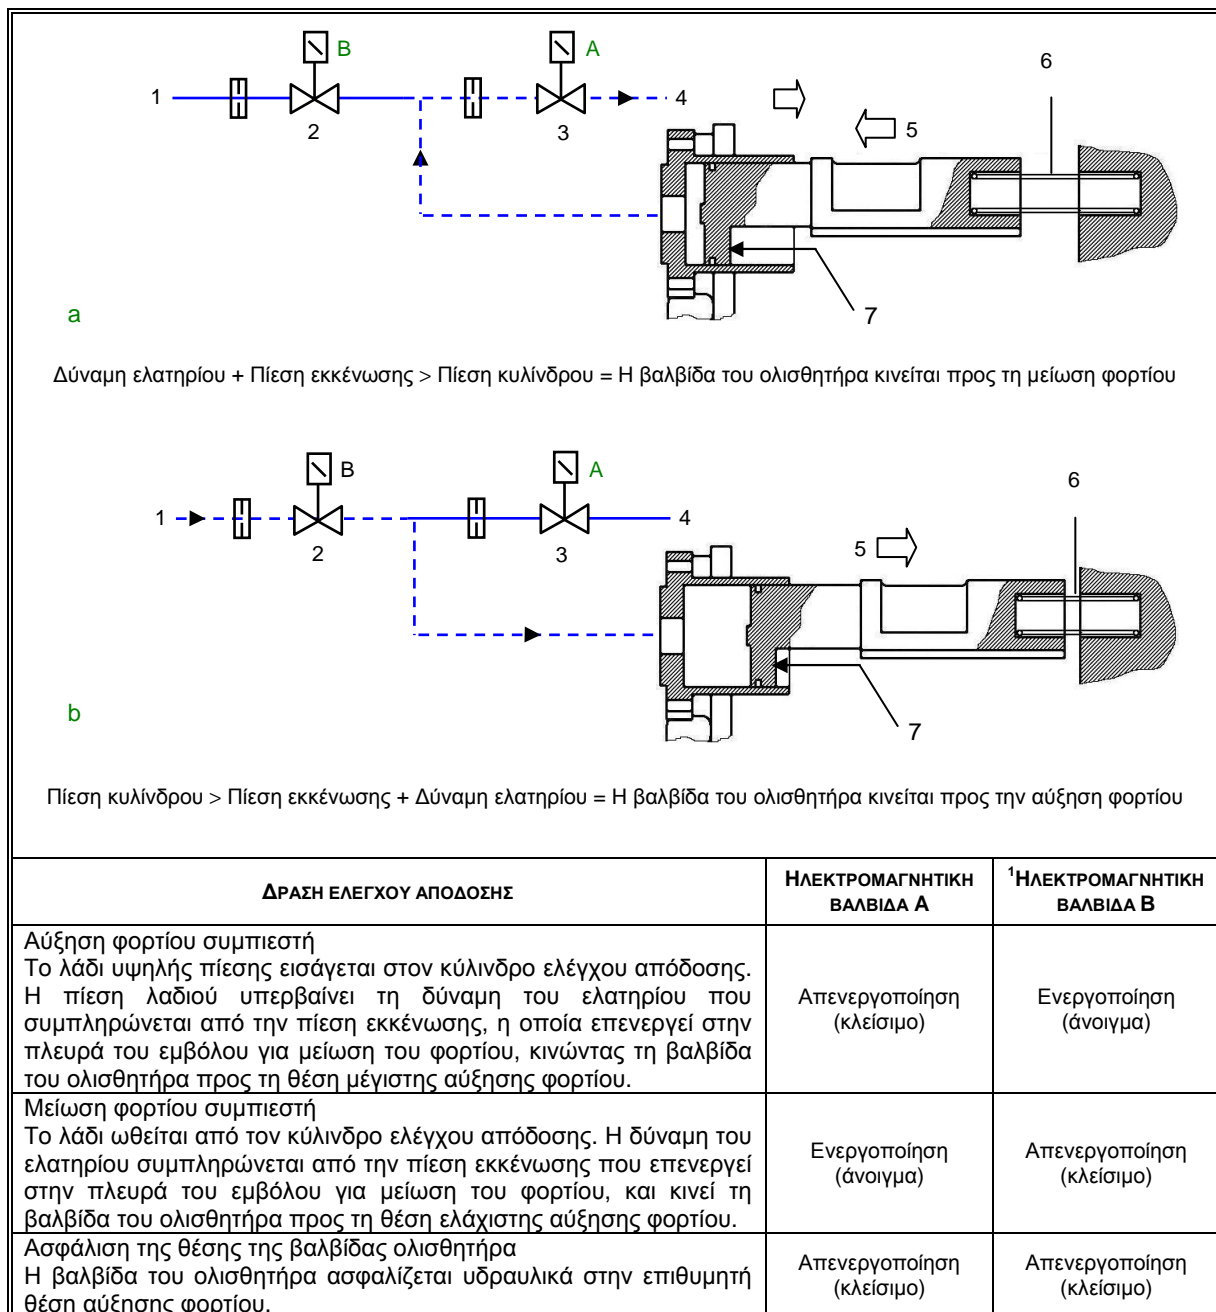 B
A
6
1
4
2
3
5
7
a
Δύναμη ελατηρίου + Πίεση εκκένωσης > Πίεση κυλίνδρου = Η βαλβίδα του ολισθητήρα κινείται προς τη μείωση φορτίου
B
A
6
1
4
2
3
5
7
b
Πίεση κυλίνδρου > Πίεση εκκένωσης + Δύναμη ελατηρίου = Η βαλβίδα του ολισθητήρα κινείται προς την αύξηση φορτίου
ΔΡΑΣΗ ΕΛΕΓΧΟΥ ΑΠΟΔΟΣΗΣ
ΗΛΕΚΤΡΟΜΑΓΝΗΤΙΚΗ
ΒΑΛΒΙΔΑ A
¹ΗΛΕΚΤΡΟΜΑΓΝΗΤΙΚΗ
ΒΑΛΒΙΔΑ B
Αύξηση φορτίου συμπιεστή
Το λάδι υψηλής πίεσης εισάγεται στον κύλινδρο ελέγχου απόδοσης.
Η πίεση λαδιού υπερβαίνει τη δύναμη του ελατηρίου που
συμπληρώνεται από την πίεση εκκένωσης, η οποία επενεργεί στην
πλευρά του εμβόλου για μείωση του φορτίου, κινώντας τη βαλβίδα
του ολισθητήρα προς τη θέση μέγιστης αύξησης φορτίου.
Απενεργοποίηση
(κλείσιμο)
Ενεργοποίηση
(άνοιγμα)
Μείωση φορτίου συμπιεστή
Το λάδι ωθείται από τον κύλινδρο ελέγχου απόδοσης. Η δύναμη του
ελατηρίου συμπληρώνεται από την πίεση εκκένωσης που επενεργεί
στην πλευρά του εμβόλου για μείωση του φορτίου, και κινεί τη
βαλβίδα του ολισθητήρα προς τη θέση ελάχιστης αύξησης φορτίου.
Ενεργοποίηση
(άνοιγμα)
Απενεργοποίηση
(κλείσιμο)
Ασφάλιση της θέσης της βαλβίδας ολισθητήρα
Η βαλβίδα του ολισθητήρα ασφαλίζεται υδραυλικά στην επιθυμητή
θέση αύξησης φορτίου.
Απενεργοποίηση
(κλείσιμο)
Απενεργοποίηση
(κλείσιμο)